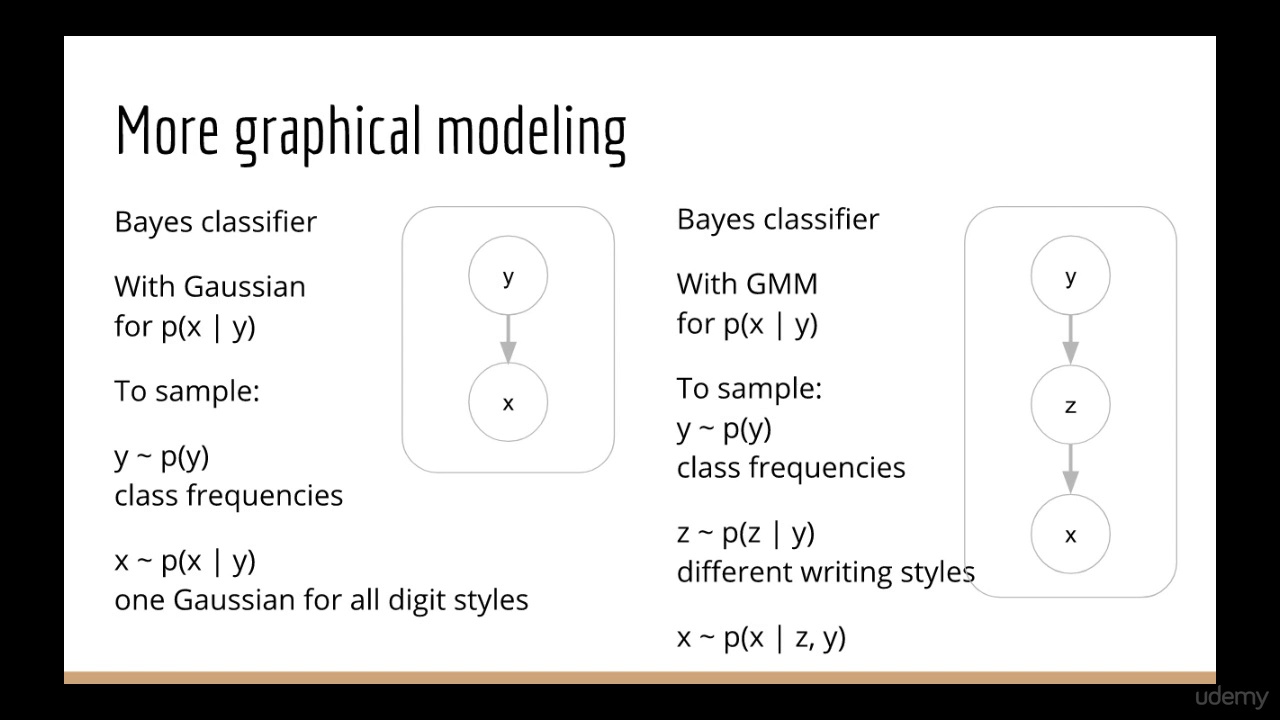 More graphical modeling
Bayes classifier
With Gaussian
for p(x | y)
To sample:
y ~ p(y)
class frequencies
x ~ p(x | y)
one Gaussian for all digit styles
y
x
Bayes classifier
With GMM
for p(x | y)
To sample:
y ~ p(y)
class frequencies
z ~ p(z | y)
different writing styles
x ~ p(x | z, y)
y
z
x
udemy